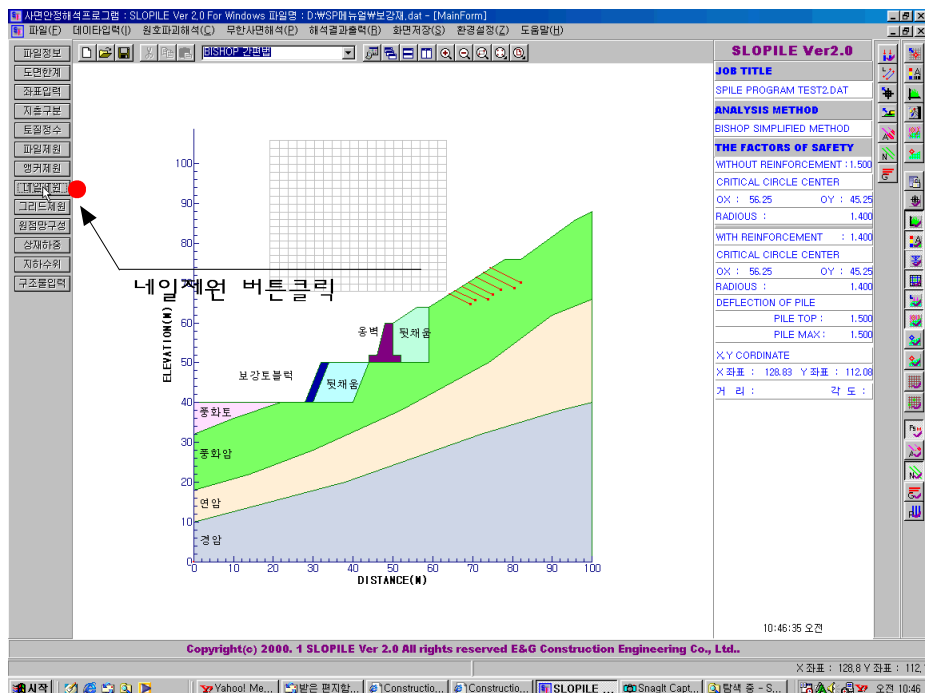 사면안정해석프로그램 : SLOPILE Ver 2.0 For Windows 파일명 : D:\SP메뉴얼\보강재.dat - [MainForm]
파일(F) 데이타입력(I) 원호파괴해석(C) 무한사면해석(P) 해석결과출력(R) 화면저장(S) 환경설정(Z) 도움말(H)
파일정보
도면한계
좌표입력
지층구분
토질정수
파일제원
앵커제원
네일제원
그리드제원
원점망구성
상재하중
지하수위
구조물입력
BISHOP 간편법
네일제원 버튼클릭
ELEVATION(M)
100
90
80
60
50
40
30
20
10
0
옹벽
뒷채움
보강토블럭
뒷채움
풍화토
풍화암
연암
경암
0 10 20 30 40 50 60 70 80 90 100
DISTANCE(M)
SLOPILE Ver2.0
JOB TITLE
SPILE PROGRAM TEST2.DAT
ANALYSIS METHOD
BISHOP SIMPLIFIED METHOD
THE FACTORS OF SAFETY
WITHOUT REINFORCEMENT : 1.500
CRITICAL CIRCLE CENTER
OX : 56.25 OY : 45.25
RADIOUS : 1.400
WITH REINFORCEMENT : 1.400
CRITICAL CIRCLE CENTER
OX : 56.25 OY : 45.25
RADIOUS : 1.400
DEFLECTION OF PILE
PILE TOP : 1.500
PILE MAX : 1.500
X,Y CORDINATE
X 좌표 : 128.83 Y 좌표 : 112.08
거 리 : 각 도 :
10:46:35 오전
Copyright(c) 2000. 1 SLOPILE Ver 2.0 All rights reserved E&G Construction Engineering Co., Ltd..
X 좌표 : 128,8 Y 좌표 : 112,
시작 Yahoo! Me... 받은 편지함... Constructio... Constructio... SLOPILE ... SnagIt Capt... 탐색 중 - S... 오전 10:46